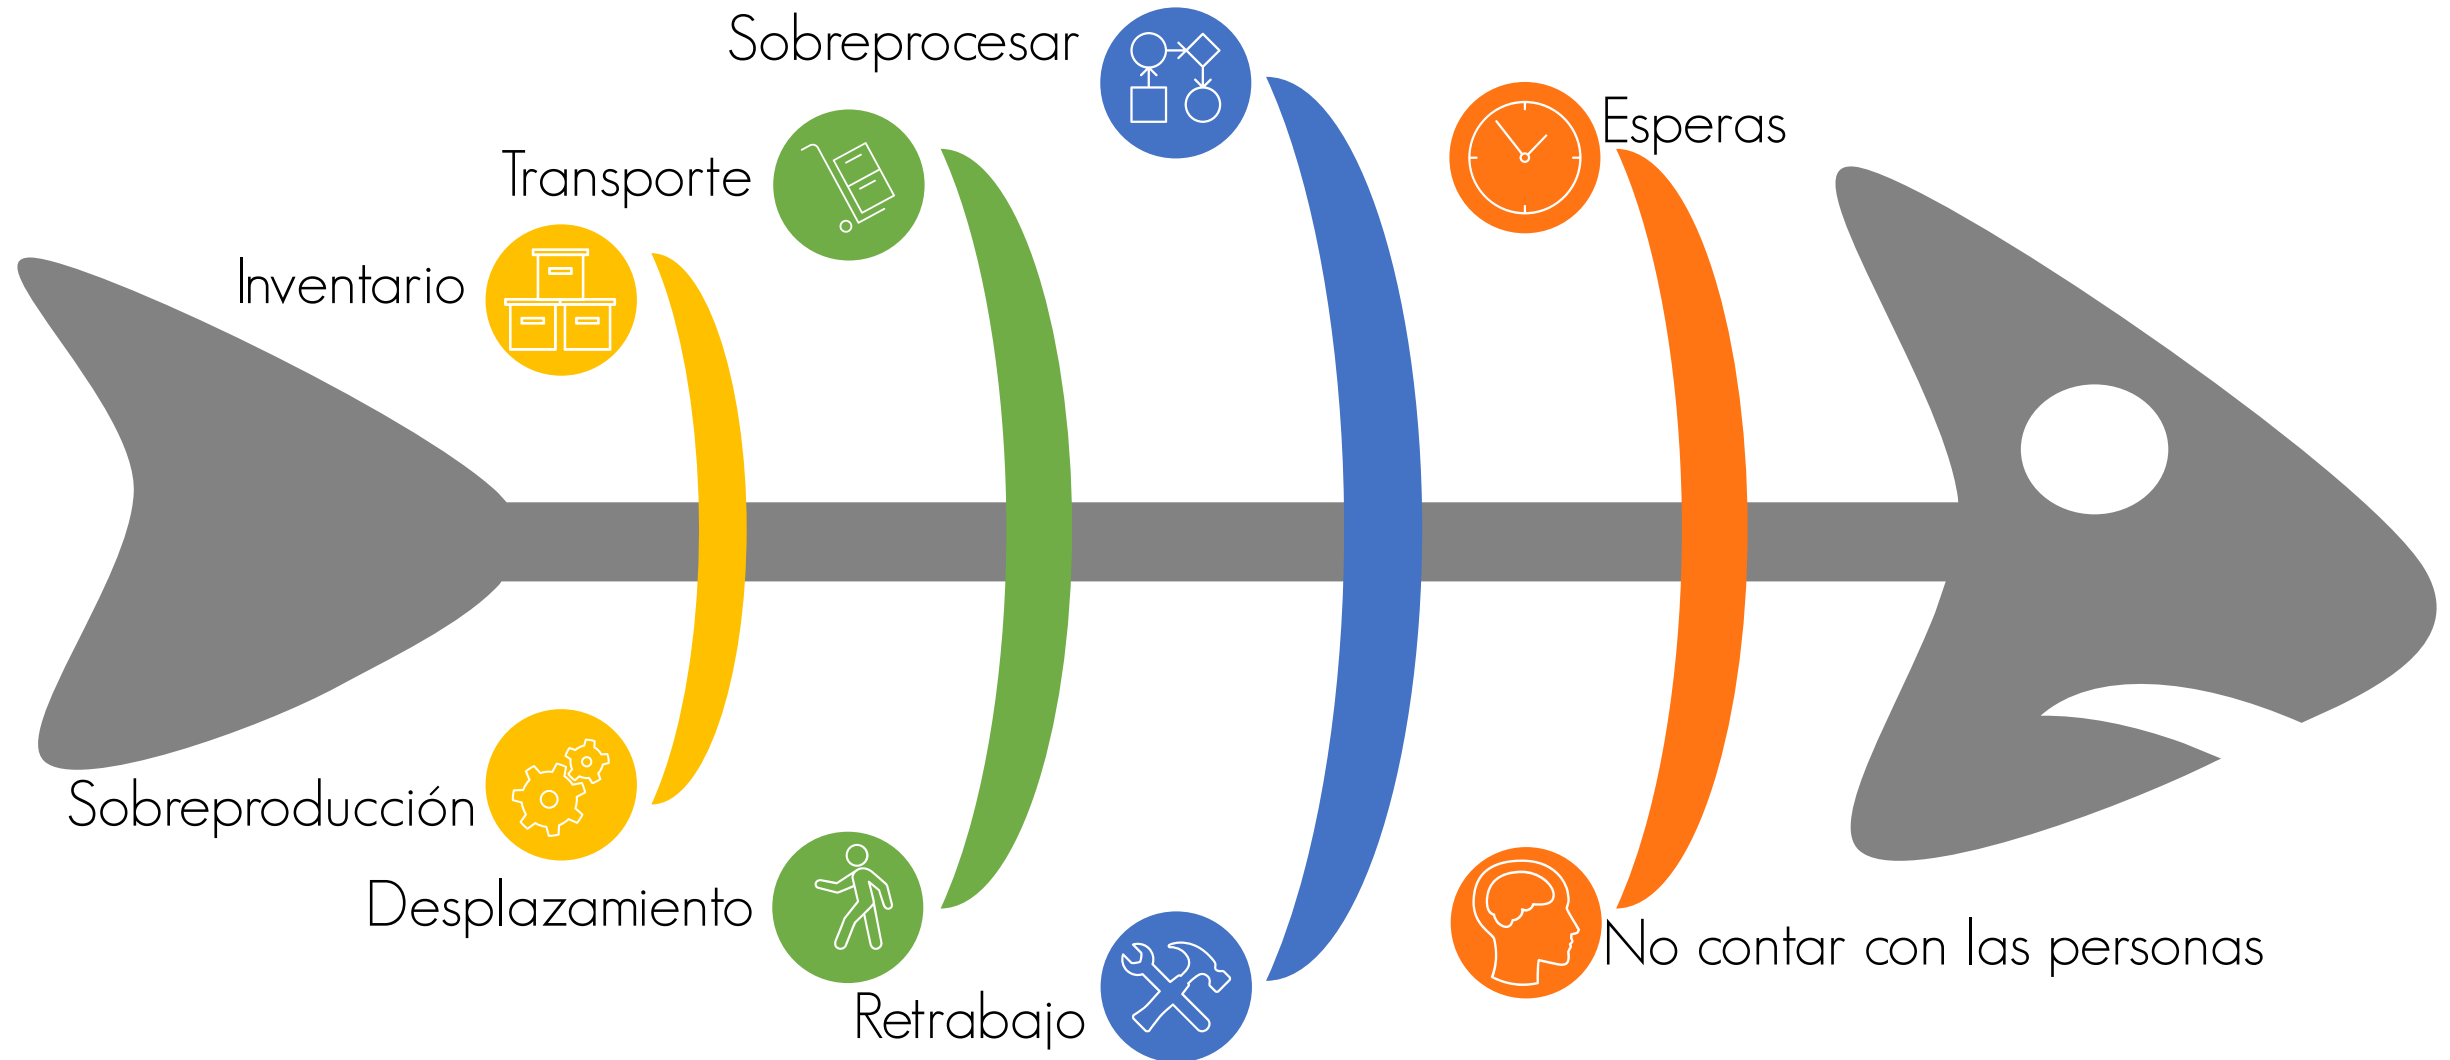 Sobreprocesar
Esperas
Transporte
Inventario
Sobreproducción
Desplazamiento
No contar con las personas
Retrabajo